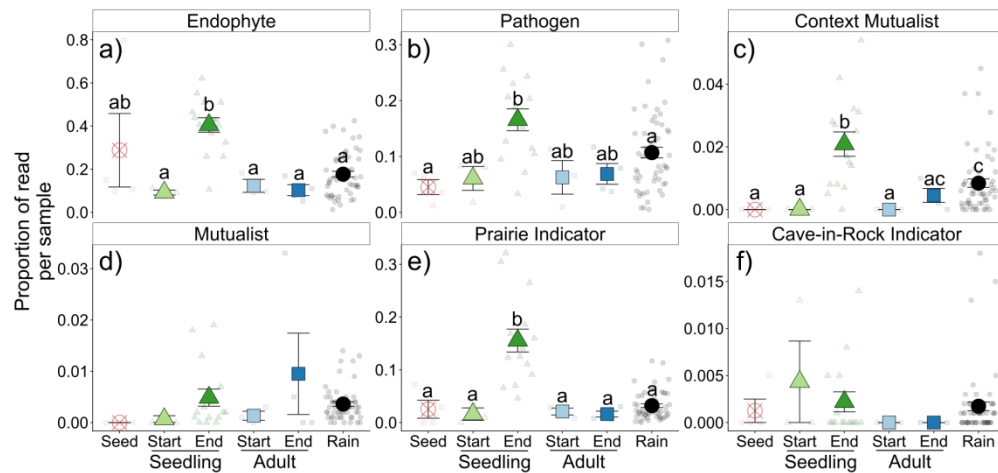 Endophyte
Pathogen
Context Mutualist
a)
0.8
0.6
0.4
0.2
0.0
ab
a
b
a
a
a
b)
0.3
0.2
0.1
0.0
a
ab
b
ab
ab
a
c)
0.04
0.02
0.00
a
a
b
a
ac
c
Mutualist
Prairie Indicator
Cave-in-Rock Indicator
d)
0.03
0.02
0.01
0.00
e)
0.3
0.2
0.1
0.0
a
a
b
a
a
a
f)
0.015
0.010
0.005
0.000
Proportion of read
per sample
Seed Start End Start End Rain
Seedling Adult
Seed Start End Start End Rain
Seedling Adult
Seed Start End Start End Rain
Seedling Adult